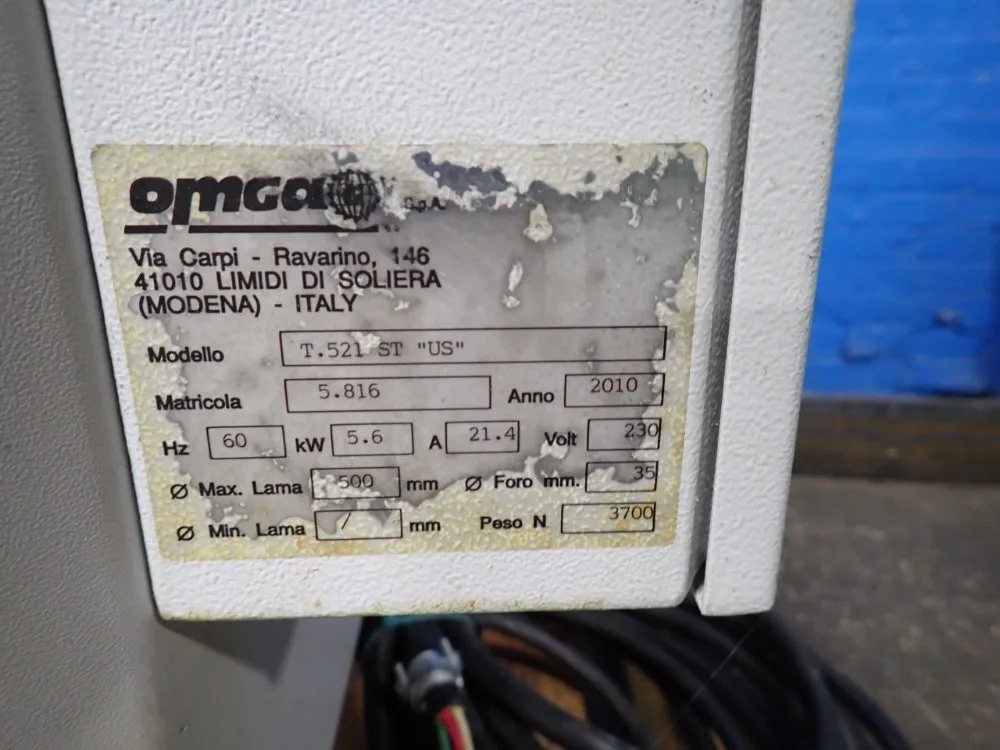 omga S.p.A.
Via Carpi - Ravarino, 146
41010 LIMIDI DI SOLIERA
(MODENA) - ITALY
Modello T.521 ST "US"
Matricola 5.816 Anno 2010
Hz 60 kW 5.6 A 21.4 Volt 230
Ø Max. Lama 500 mm Ø Foro mm. 35
Ø Min. Lama / mm Peso N 3700